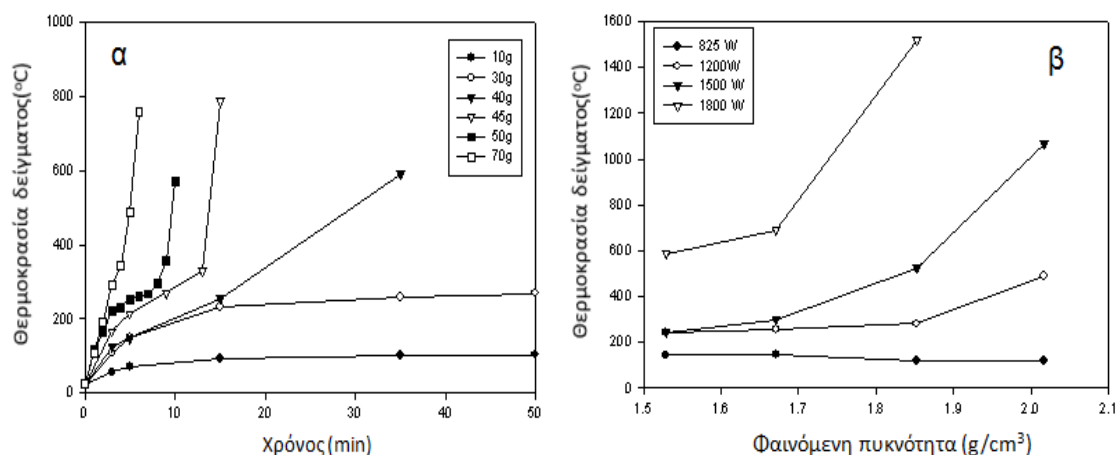 α
Θερμοκρασία δείγματος(°C)
1000
800
600
400
200
0
10g
30g
40g
45g
50g
70g
0 10 20 30 40 50
Χρόνος (min)
β
Θερμοκρασία δείγματος(°C)
1600
1400
1200
1000
800
600
400
200
0
825 W
1200W
1500 W
1800 W
1.5 1.6 1.7 1.8 1.9 2.0 2.1
Φαινόμενη πυκνότητα (g/cm³)